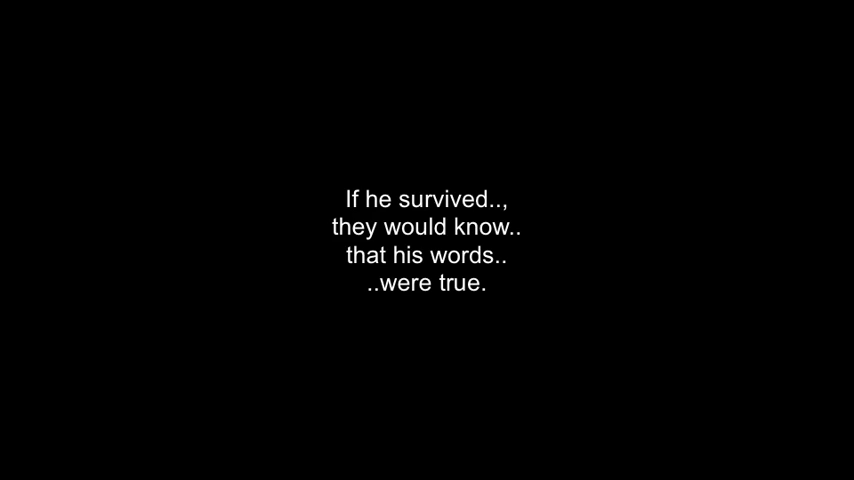 If he survived..,
they would know..
that his words..
..were true.